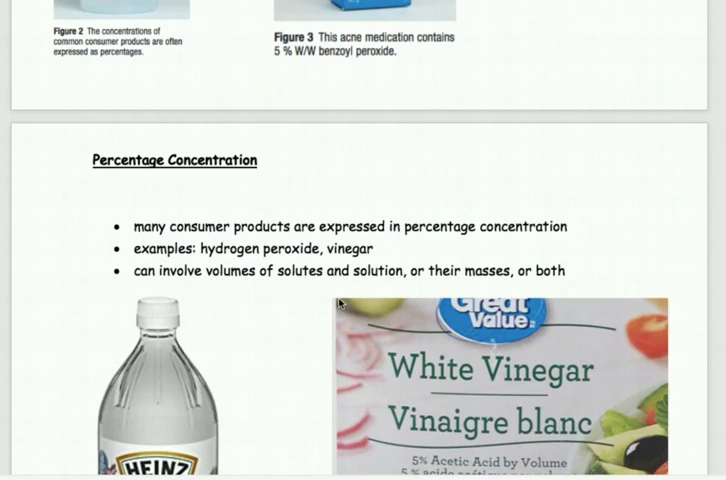 Figure 2 The concentrations of
common consumer products are often
expressed as percentages.
Figure 3 This acne medication contains
5 % W/W benzoyl peroxide.
Percentage Concentration
• many consumer products are expressed in percentage concentration
• examples: hydrogen peroxide, vinegar
• can involve volumes of solutes and solution, or their masses, or both
HEINZ
Great
Value
White Vinegar
Vinaigre blanc
5% Acetic Acid by Volume